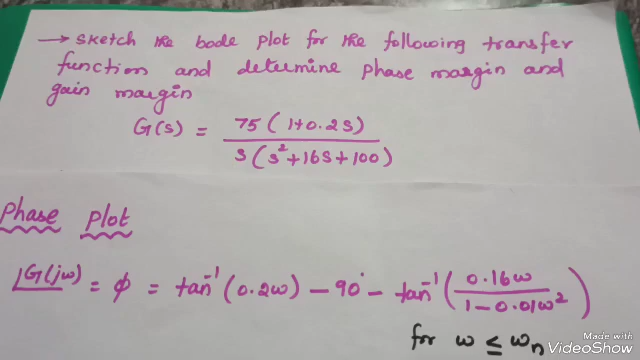 → sketch the bode plot for the following transfer
function and determine phase margin and
gain margin
G(s) = 75(1+0.2s) / s(s²+16s+100)
Phase Plot
∠G(jω) = φ = tan⁻¹(0.2ω) − 90° − tan⁻¹(0.16ω / 1−0.01ω²)
for ω ≤ ωn
Made with
VideoShow